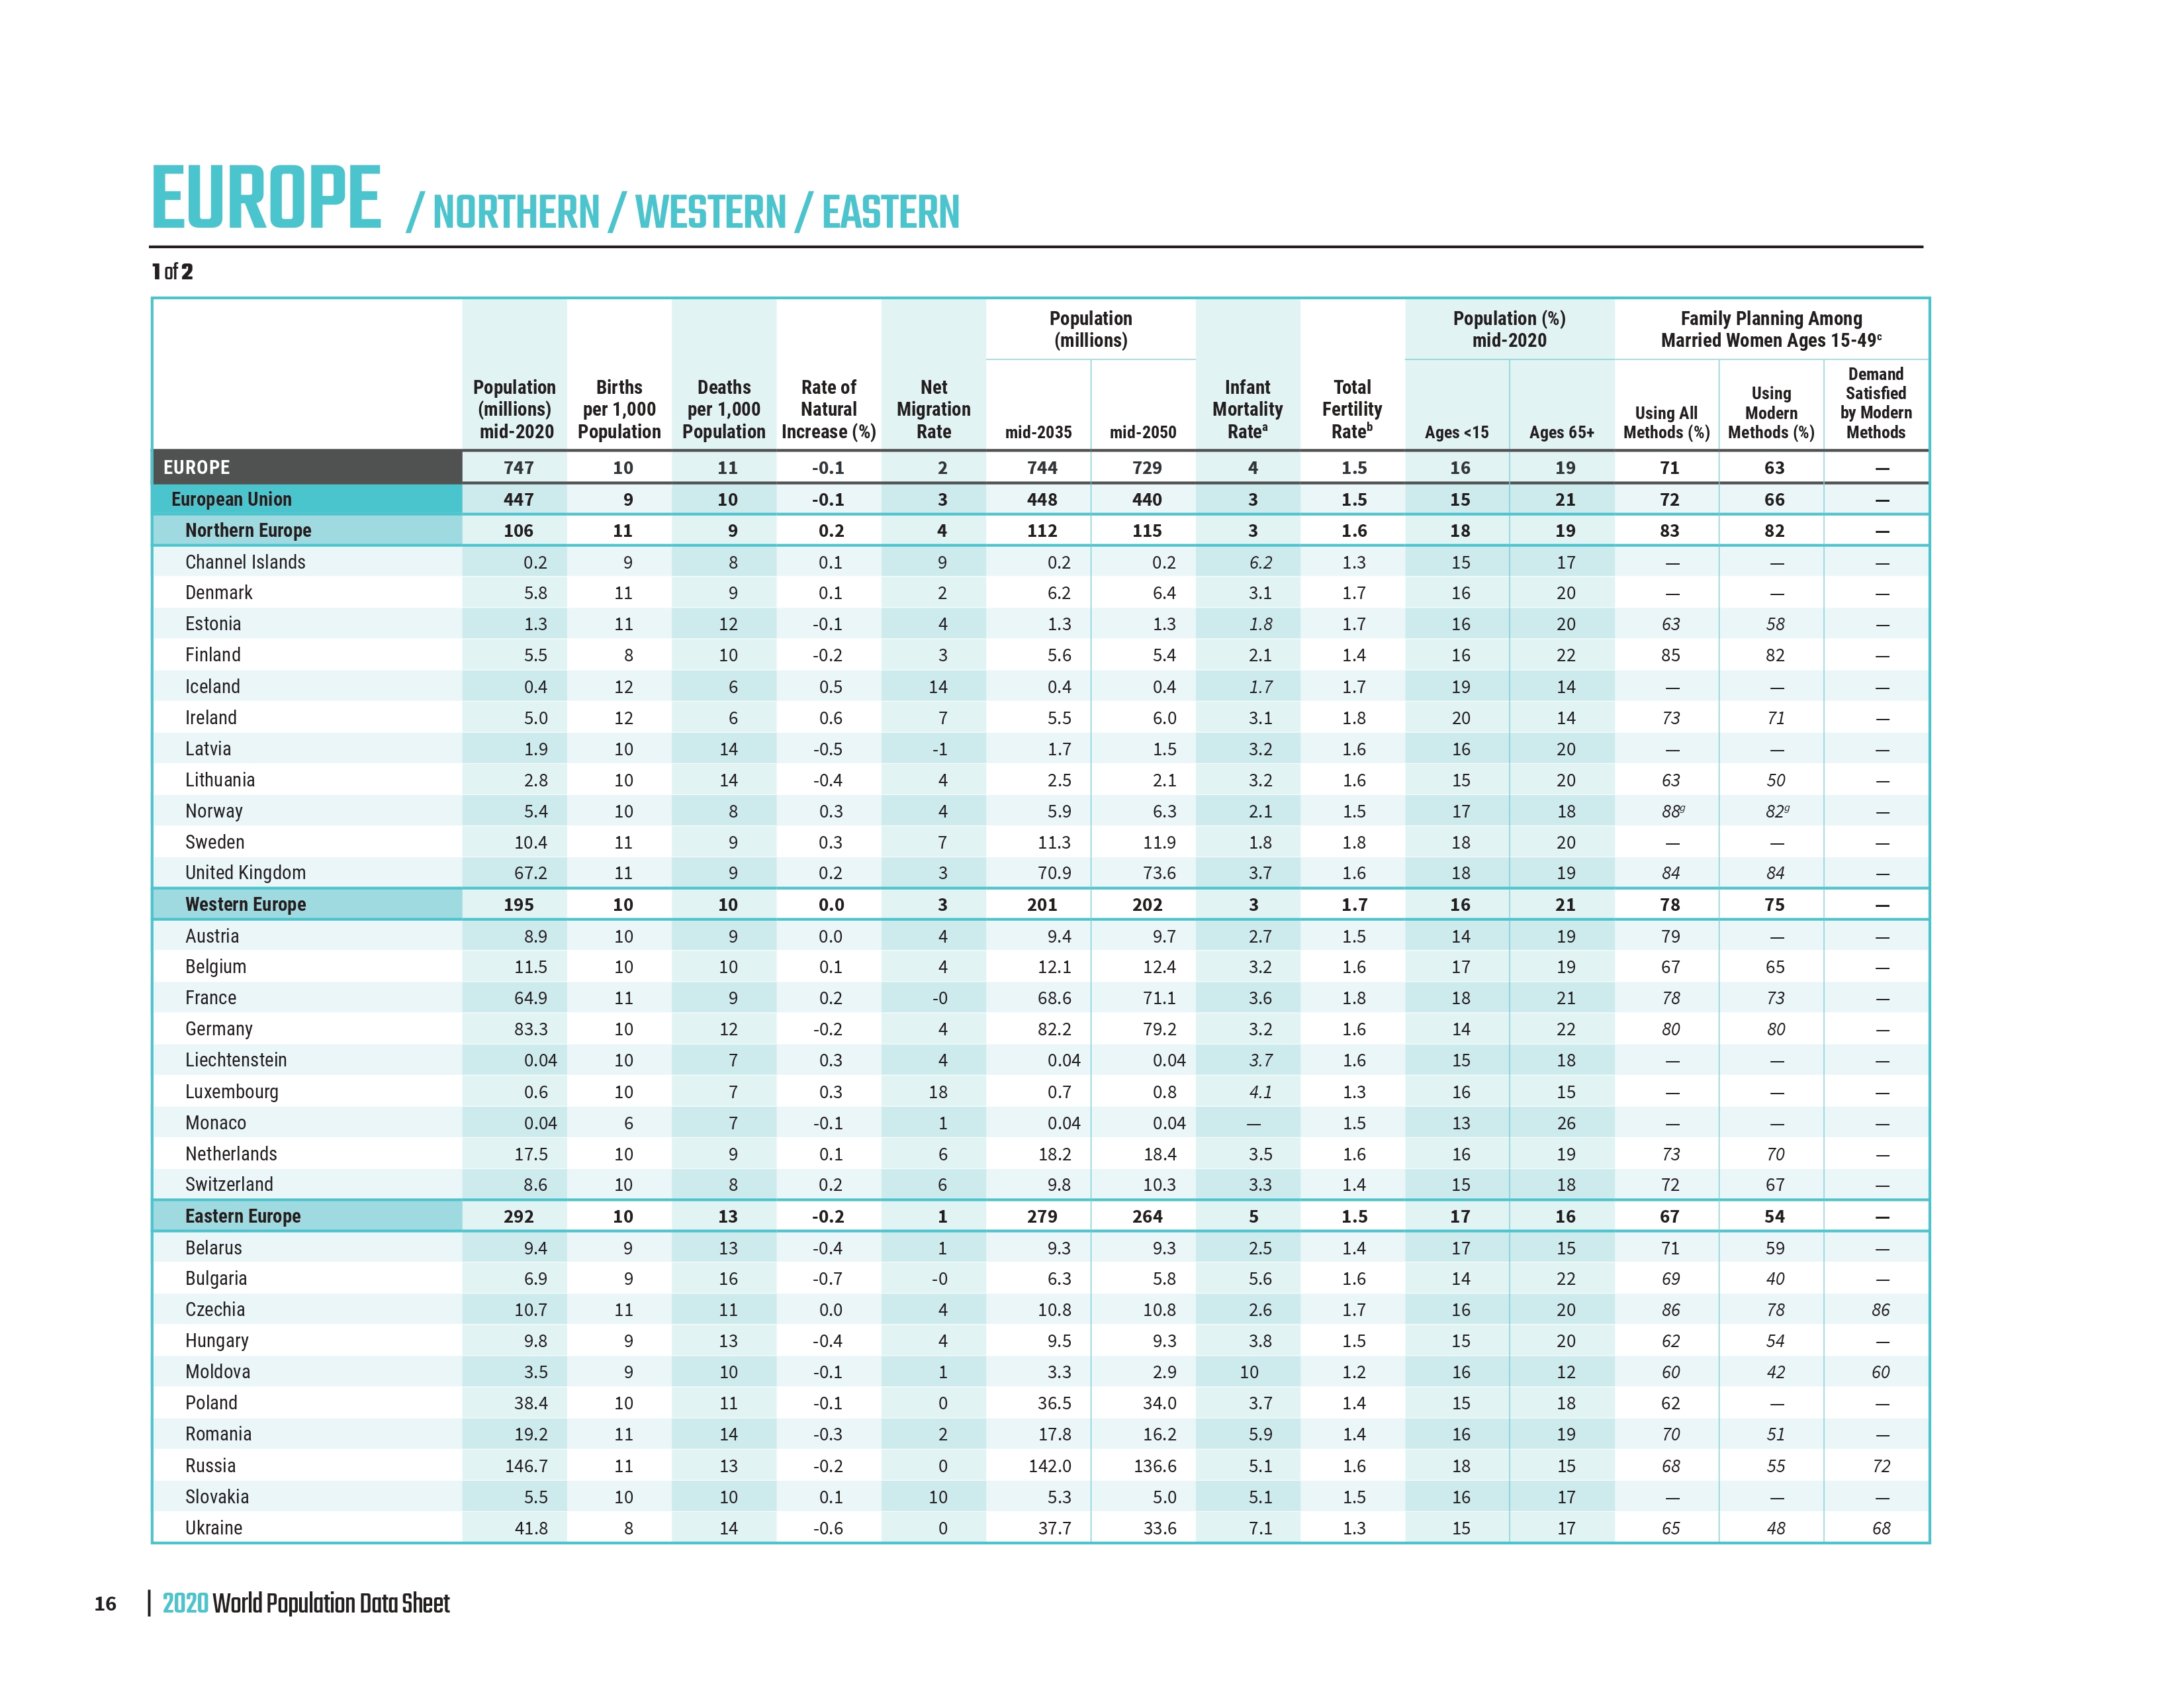 EUROPE / NORTHERN / WESTERN / EASTERN
1 of 2
Population (millions) mid-2020 | Births per 1,000 Population | Deaths per 1,000 Population | Rate of Natural Increase (%) | Net Migration Rate | Population (millions) mid-2035 | mid-2050 | Infant Mortality Rateᵃ | Total Fertility Rateᵇ | Population (%) mid-2020 Ages <15 | Ages 65+ | Family Planning Among Married Women Ages 15-49ᶜ Using All Methods (%) | Using Modern Methods (%) | Demand Satisfied by Modern Methods
EUROPE 747 10 11 -0.1 2 744 729 4 1.5 16 19 71 63 —
European Union 447 9 10 -0.1 3 448 440 3 1.5 15 21 72 66 —
Northern Europe 106 11 9 0.2 4 112 115 3 1.6 18 19 83 82 —
Channel Islands 0.2 9 8 0.1 9 0.2 0.2 6.2 1.3 15 17 — — —
Denmark 5.8 11 9 0.1 2 6.2 6.4 3.1 1.7 16 20 — — —
Estonia 1.3 11 12 -0.1 4 1.3 1.3 1.8 1.7 16 20 63 58 —
Finland 5.5 8 10 -0.2 3 5.6 5.4 2.1 1.4 16 22 85 82 —
Iceland 0.4 12 6 0.5 14 0.4 0.4 1.7 1.7 19 14 — — —
Ireland 5.0 12 6 0.6 7 5.5 6.0 3.1 1.8 20 14 73 71 —
Latvia 1.9 10 14 -0.5 -1 1.7 1.5 3.2 1.6 16 20 — — —
Lithuania 2.8 10 14 -0.4 4 2.5 2.1 3.2 1.6 15 20 63 50 —
Norway 5.4 10 8 0.3 4 5.9 6.3 2.1 1.5 17 18 88ᵍ 82ᵍ —
Sweden 10.4 11 9 0.3 7 11.3 11.9 1.8 1.8 18 20 — — —
United Kingdom 67.2 11 9 0.2 3 70.9 73.6 3.7 1.6 18 19 84 84 —
Western Europe 195 10 10 0.0 3 201 202 3 1.7 16 21 78 75 —
Austria 8.9 10 9 0.0 4 9.4 9.7 2.7 1.5 14 19 79 — —
Belgium 11.5 10 10 0.1 4 12.1 12.4 3.2 1.6 17 19 67 65 —
France 64.9 11 9 0.2 -0 68.6 71.1 3.6 1.8 18 21 78 73 —
Germany 83.3 10 12 -0.2 4 82.2 79.2 3.2 1.6 14 22 80 80 —
Liechtenstein 0.04 10 7 0.3 4 0.04 0.04 3.7 1.6 15 18 — — —
Luxembourg 0.6 10 7 0.3 18 0.7 0.8 4.1 1.3 16 15 — — —
Monaco 0.04 6 7 -0.1 1 0.04 0.04 — 1.5 13 26 — — —
Netherlands 17.5 10 9 0.1 6 18.2 18.4 3.5 1.6 16 19 73 70 —
Switzerland 8.6 10 8 0.2 6 9.8 10.3 3.3 1.4 15 18 72 67 —
Eastern Europe 292 10 13 -0.2 1 279 264 5 1.5 17 16 67 54 —
Belarus 9.4 9 13 -0.4 1 9.3 9.3 2.5 1.4 17 15 71 59 —
Bulgaria 6.9 9 16 -0.7 -0 6.3 5.8 5.6 1.6 14 22 69 40 —
Czechia 10.7 11 11 0.0 4 10.8 10.8 2.6 1.7 16 20 86 78 86
Hungary 9.8 9 13 -0.4 4 9.5 9.3 3.8 1.5 15 20 62 54 —
Moldova 3.5 9 10 -0.1 1 3.3 2.9 10 1.2 16 12 60 42 60
Poland 38.4 10 11 -0.1 0 36.5 34.0 3.7 1.4 15 18 62 — —
Romania 19.2 11 14 -0.3 2 17.8 16.2 5.9 1.4 16 19 70 51 —
Russia 146.7 11 13 -0.2 0 142.0 136.6 5.1 1.6 18 15 68 55 72
Slovakia 5.5 10 10 0.1 10 5.3 5.0 5.1 1.5 16 17 — — —
Ukraine 41.8 8 14 -0.6 0 37.7 33.6 7.1 1.3 15 17 65 48 68
16 | 2020 World Population Data Sheet